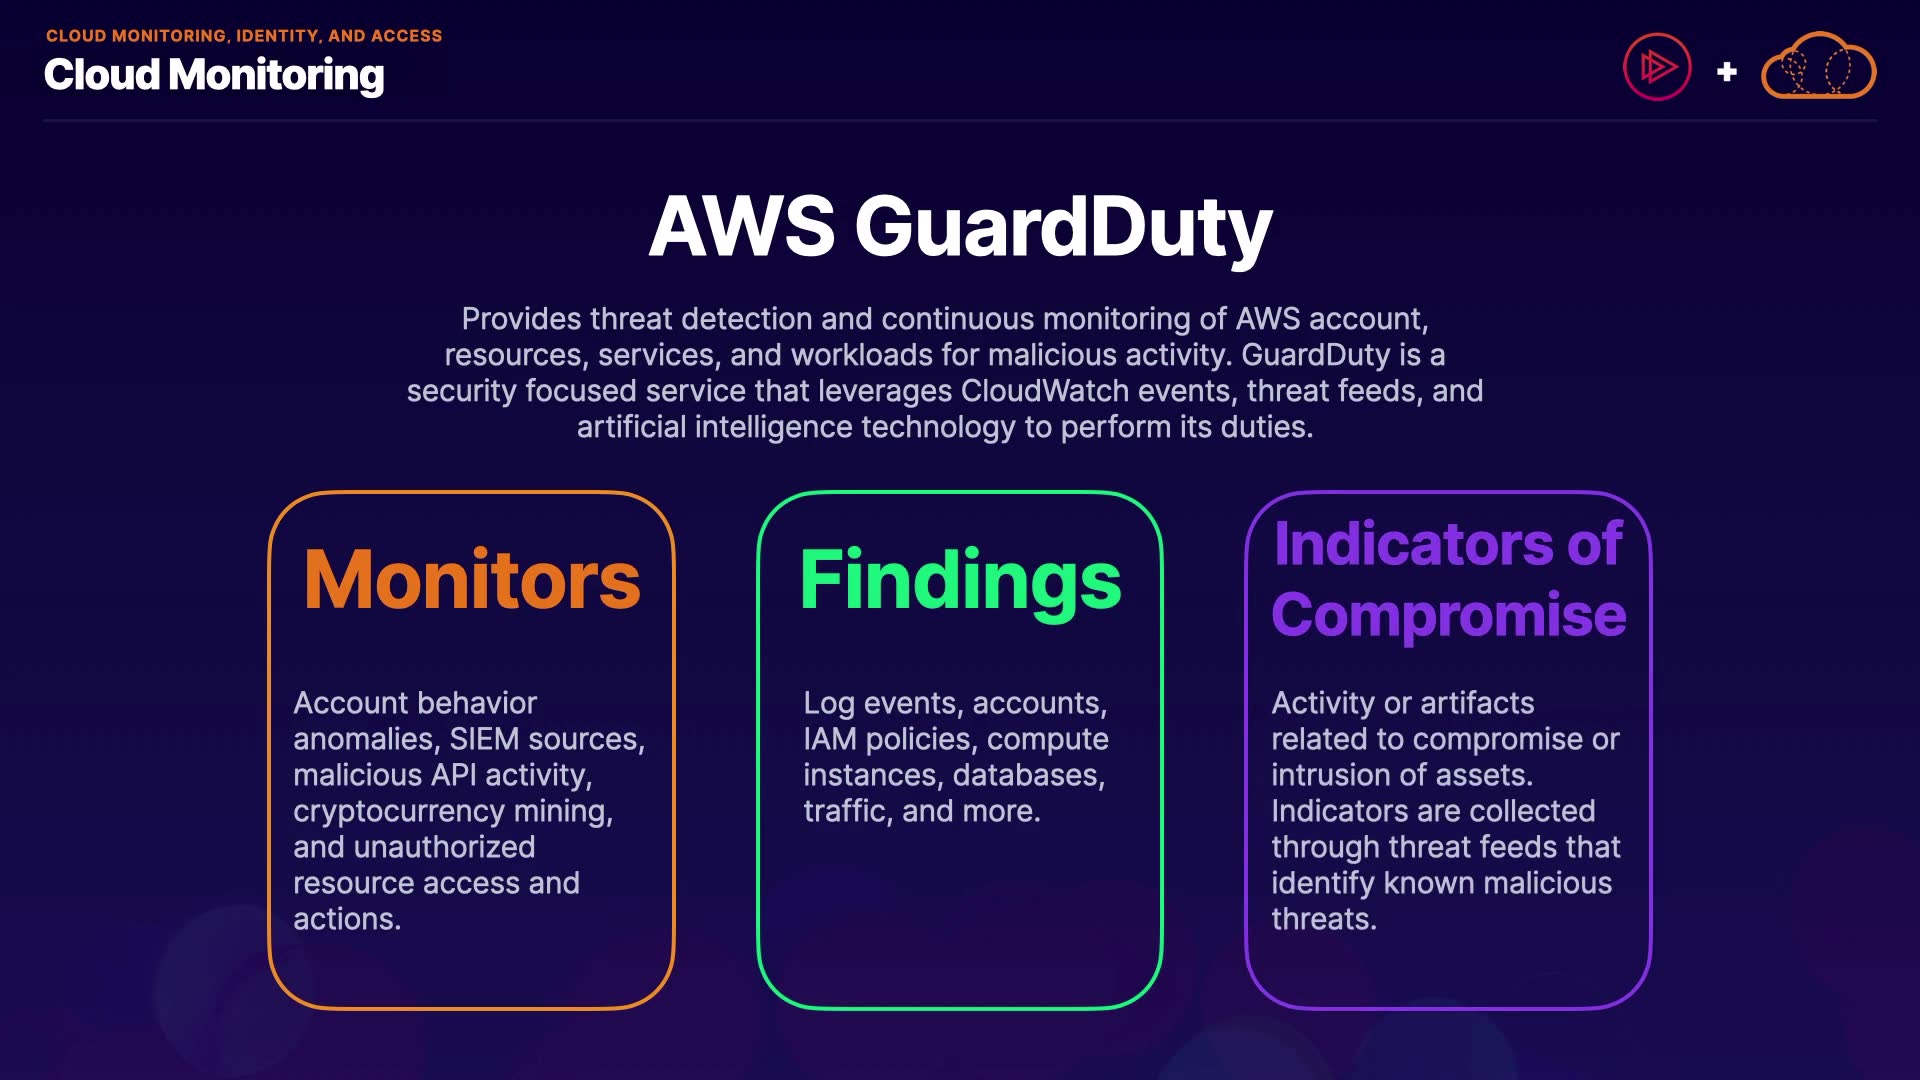 CLOUD MONITORING, IDENTITY, AND ACCESS
Cloud Monitoring
AWS GuardDuty
Provides threat detection and continuous monitoring of AWS account,
resources, services, and workloads for malicious activity. GuardDuty is a
security focused service that leverages CloudWatch events, threat feeds, and
artificial intelligence technology to perform its duties.
Monitors
Account behavior
anomalies, SIEM sources,
malicious API activity,
cryptocurrency mining,
and unauthorized
resource access and
actions.
Findings
Log events, accounts,
IAM policies, compute
instances, databases,
traffic, and more.
Indicators of
Compromise
Activity or artifacts
related to compromise or
intrusion of assets.
Indicators are collected
through threat feeds that
identify known malicious
threats.